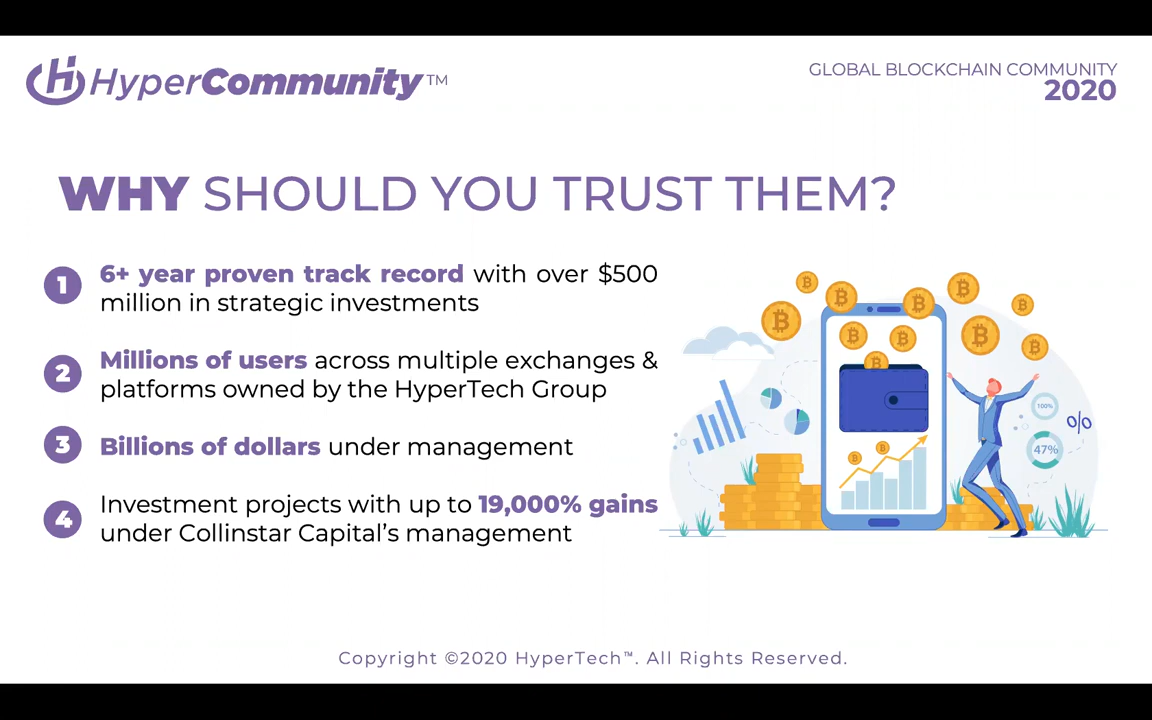 HyperCommunity™
GLOBAL BLOCKCHAIN COMMUNITY
2020
WHY SHOULD YOU TRUST THEM?
1
6+ year proven track record with over $500
million in strategic investments
2
Millions of users across multiple exchanges &
platforms owned by the HyperTech Group
3
Billions of dollars under management
4
Investment projects with up to 19,000% gains
under Collinstar Capital's management
100%
%
47%
Copyright ©2020 HyperTech™. All Rights Reserved.